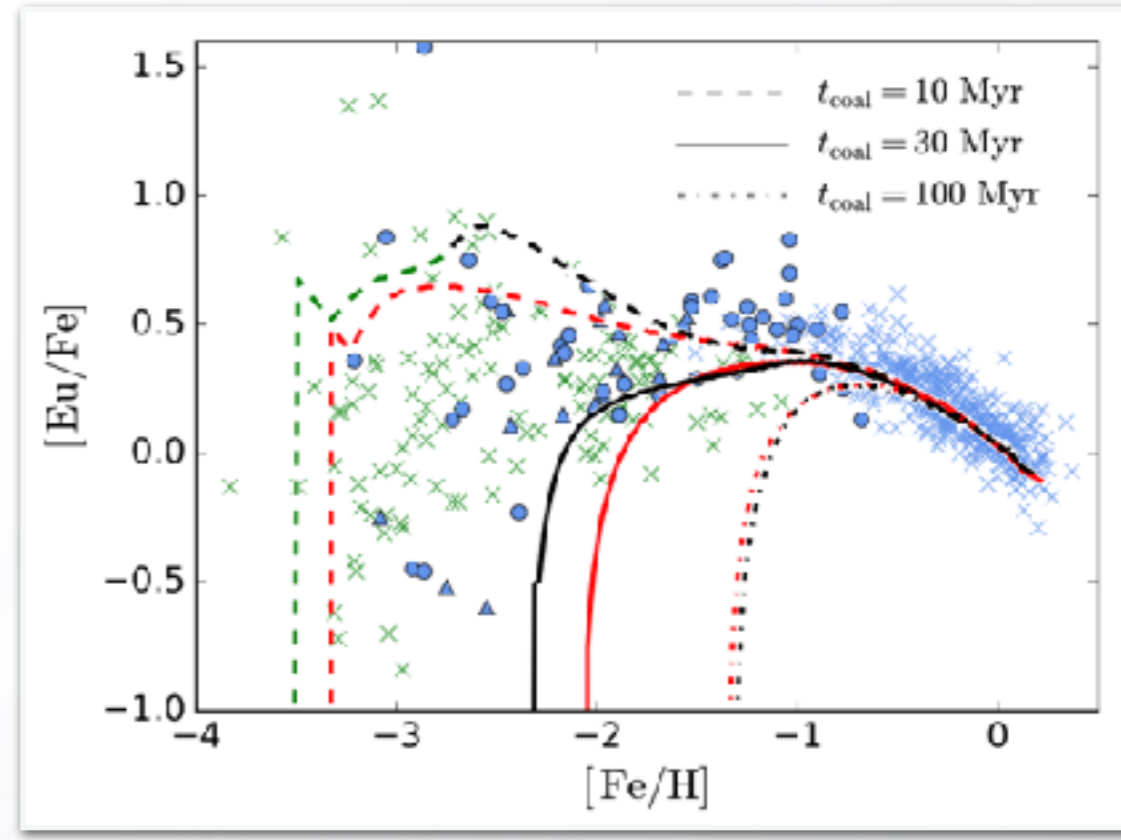 1.5
1.0
0.5
0.0
−0.5
−1.0
[Eu/Fe]
t_coal = 10 Myr
t_coal = 30 Myr
t_coal = 100 Myr
−4 −3 −2 −1 0
[Fe/H]